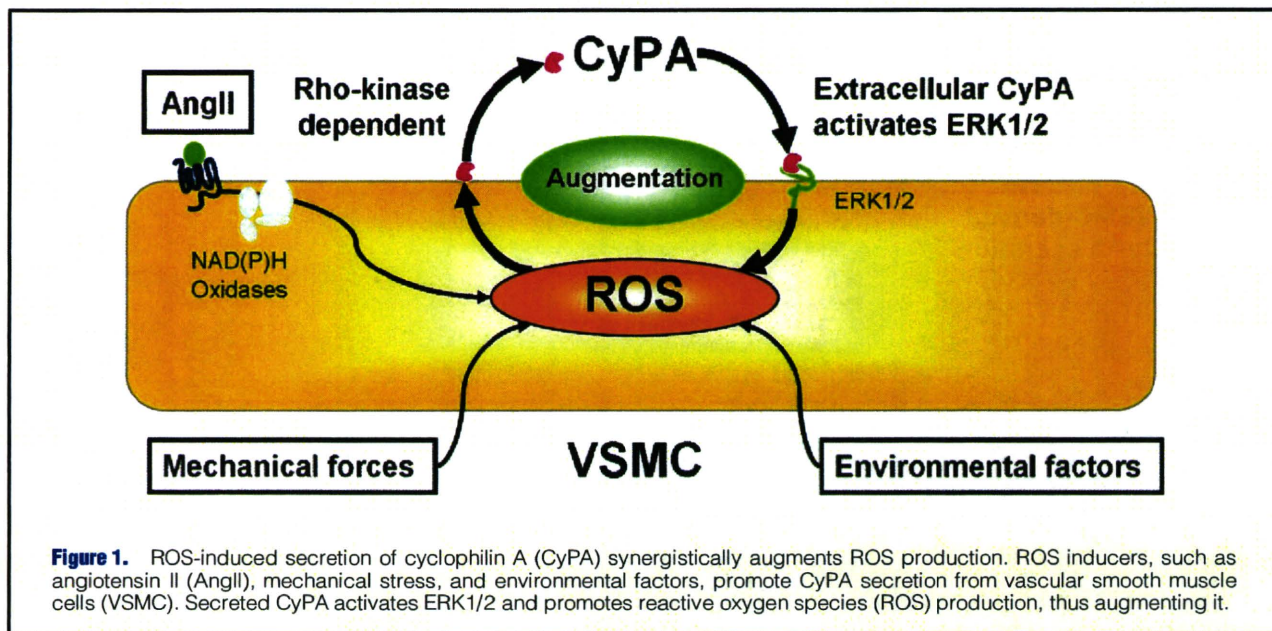 CyPA
AngII
Rho-kinase
dependent
Extracellular CyPA
activates ERK1/2
Augmentation
ERK1/2
NAD(P)H
Oxidases
ROS
Mechanical forces
VSMC
Environmental factors
Figure 1. ROS-induced secretion of cyclophilin A (CyPA) synergistically augments ROS production. ROS inducers, such as
angiotensin II (AngII), mechanical stress, and environmental factors, promote CyPA secretion from vascular smooth muscle
cells (VSMC). Secreted CyPA activates ERK1/2 and promotes reactive oxygen species (ROS) production, thus augmenting it.